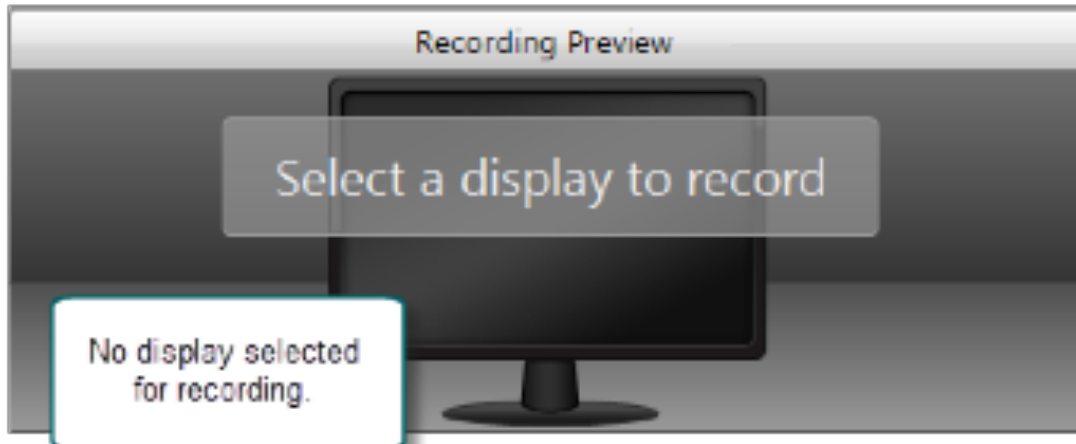 Recording Preview
Select a display to record
No display selected
for recording.